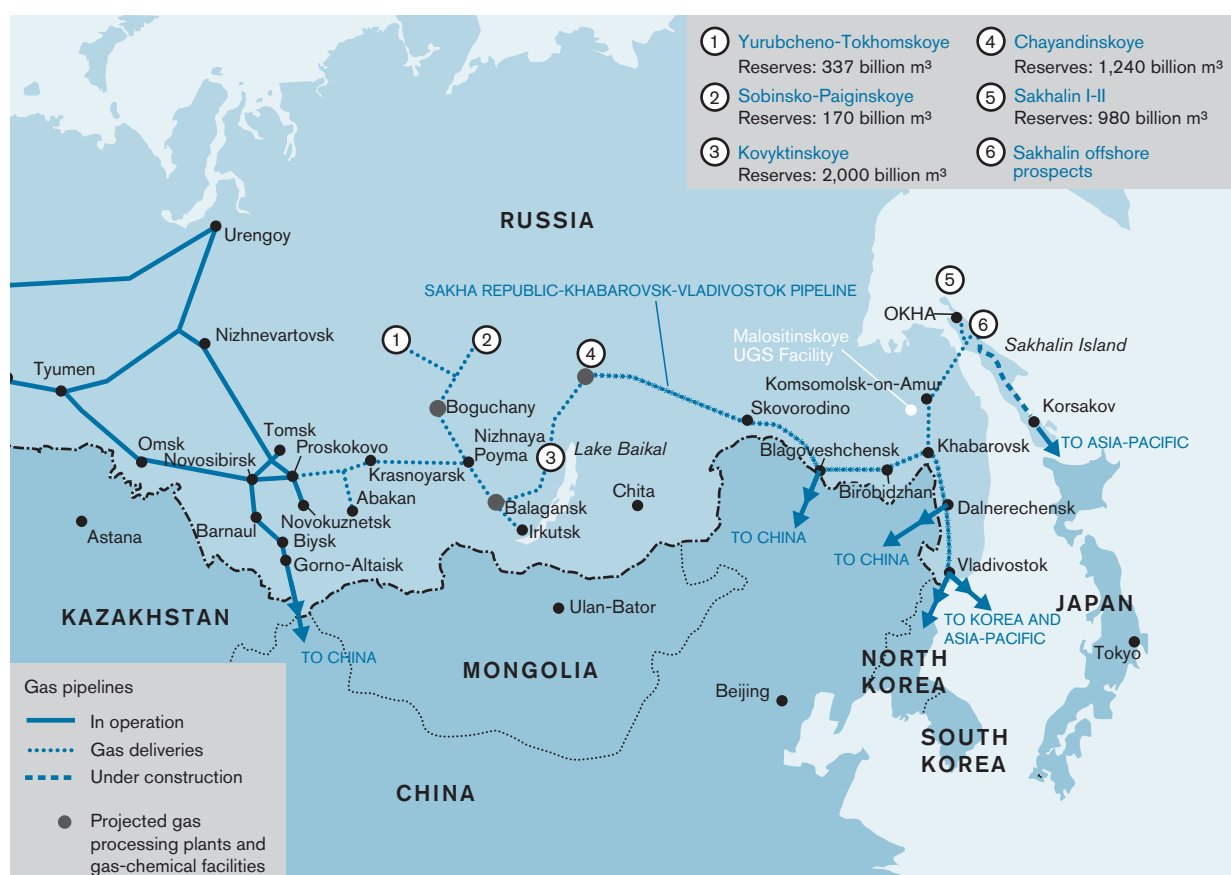 1 Yurubcheno-Tokhomskoye
Reserves: 337 billion m³
2 Sobinsko-Paiginskoye
Reserves: 170 billion m³
3 Kovyktinskoye
Reserves: 2,000 billion m³
4 Chayandinskoye
Reserves: 1,240 billion m³
5 Sakhalin I-II
Reserves: 980 billion m³
6 Sakhalin offshore
prospects
RUSSIA
Urengoy
SAKHA REPUBLIC-KHABAROVSK-VLADIVOSTOK PIPELINE
5
OKHA
6
Nizhnevartovsk
1
2
4
Malositinskoye
UGS Facility
Sakhalin Island
Tyumen
Komsomolsk-on-Amur
Boguchany
Skovorodino
Korsakov
Tomsk
Omsk
Proskokovo
Novosibirsk
Nizhnaya
Poyma
3
Lake Baikal
Blagoveshchensk
Khabarovsk
TO ASIA-PACIFIC
Krasnoyarsk
Abakan
Chita
Birobidzhan
Balagansk
Dalnerechensk
Astana
Barnaul
Novokuznetsk
Irkutsk
TO CHINA
Biysk
Gorno-Altaisk
TO CHINA
Vladivostok
KAZAKHSTAN
Ulan-Bator
JAPAN
TO KOREA AND
ASIA-PACIFIC
TO CHINA
MONGOLIA
NORTH
KOREA
Tokyo
Beijing
SOUTH
KOREA
CHINA
Gas pipelines
In operation
Gas deliveries
Under construction
Projected gas
processing plants and
gas-chemical facilities